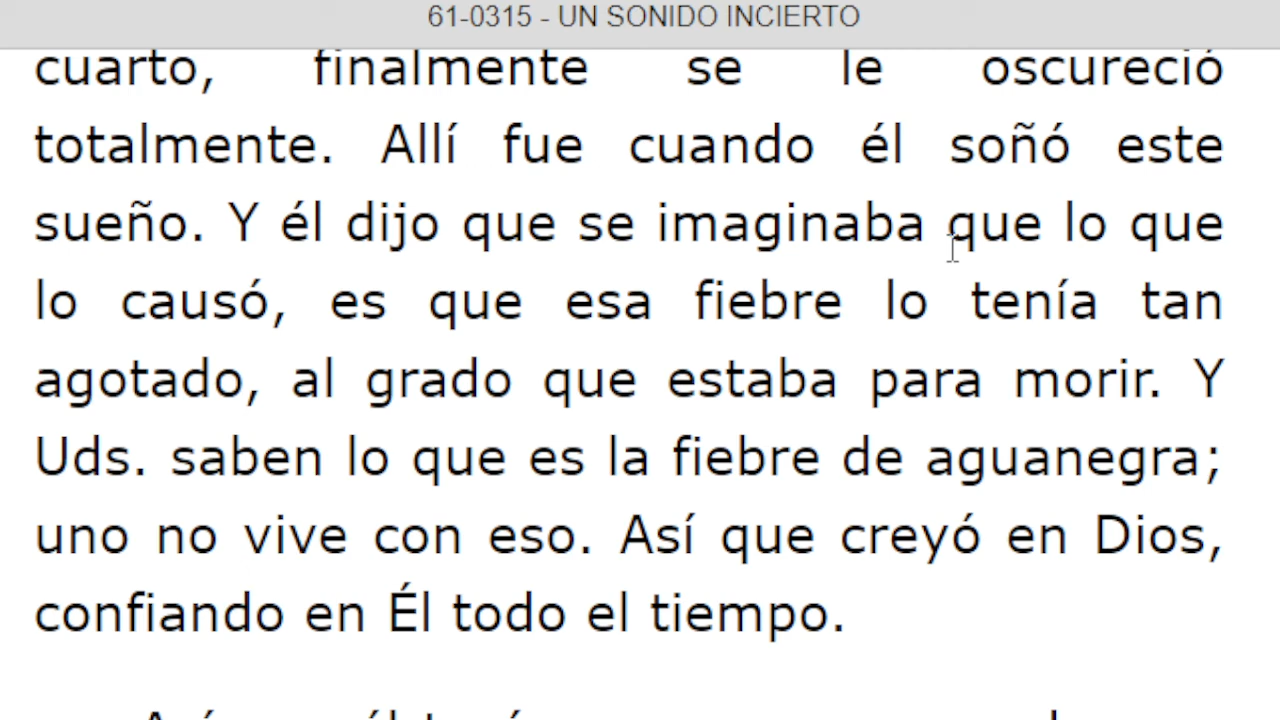 61-0315 - UN SONIDO INCIERTO
cuarto, finalmente se le oscureció
totalmente. Allí fue cuando él soñó este
sueño. Y él dijo que se imaginaba que lo que
lo causó, es que esa fiebre lo tenía tan
agotado, al grado que estaba para morir. Y
Uds. saben lo que es la fiebre de aguanegra;
uno no vive con eso. Así que creyó en Dios,
confiando en Él todo el tiempo.